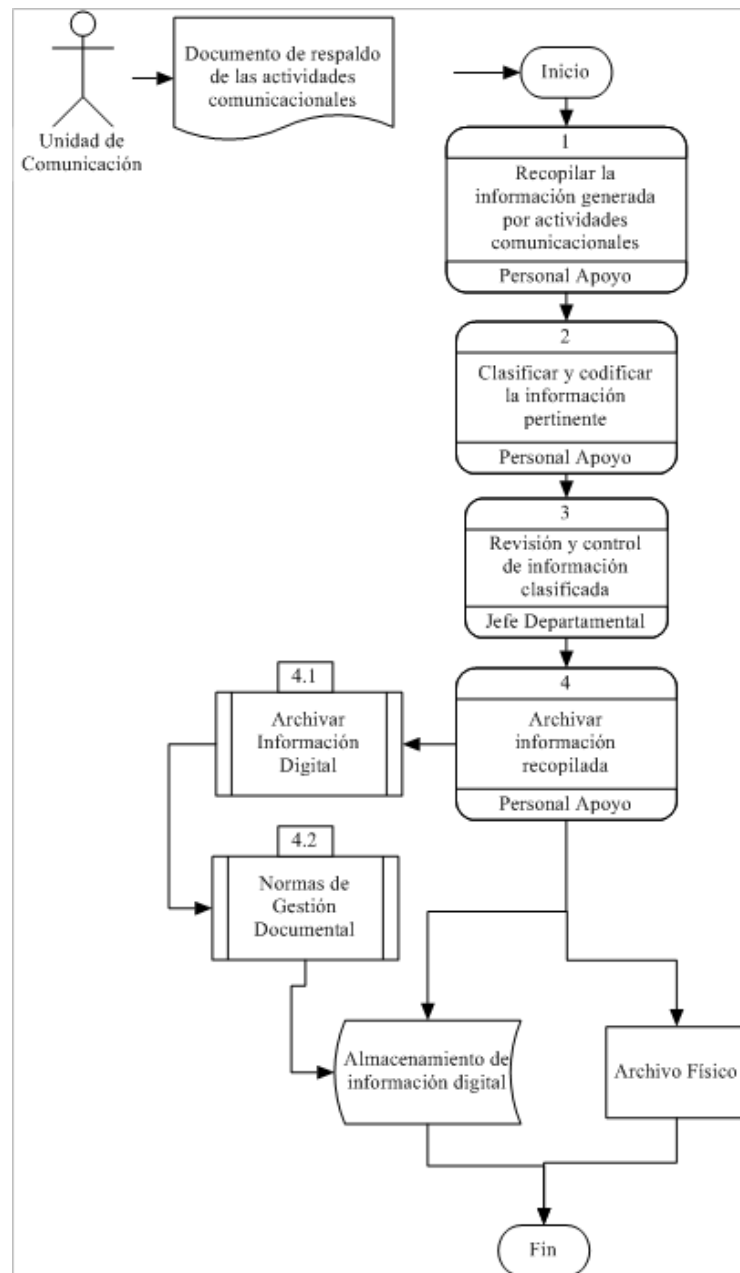 Unidad de
Comunicación
Documento de respaldo
de las actividades
comunicacionales
Inicio
1
Recopilar la
información generada
por actividades
comunicacionales
Personal Apoyo
2
Clasificar y codificar
la información
pertinente
Personal Apoyo
3
Revisión y control
de información
clasificada
Jefe Departamental
4
Archivar
información
recopilada
Personal Apoyo
4.1
Archivar
Información
Digital
4.2
Normas de
Gestión
Documental
Almacenamiento de
información digital
Archivo Físico
Fin